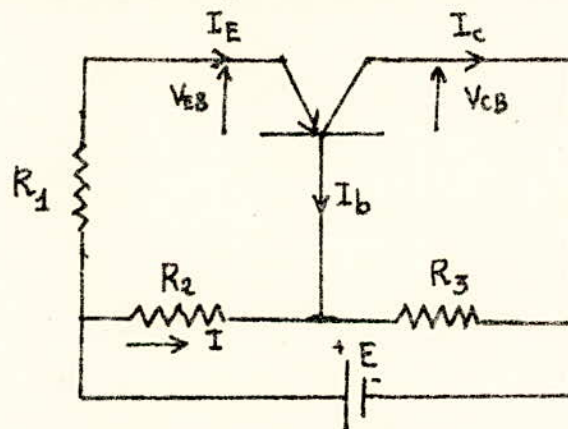 I_E I_c
V_EB V_CB
R_1
I_b
R_2 R_3
I
+ E -